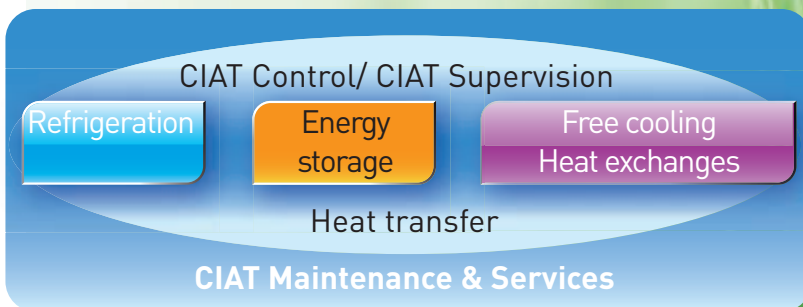 CIAT Control/ CIAT Supervision
Refrigeration
Energy
storage
Free cooling
Heat exchanges
Heat transfer
CIAT Maintenance & Services